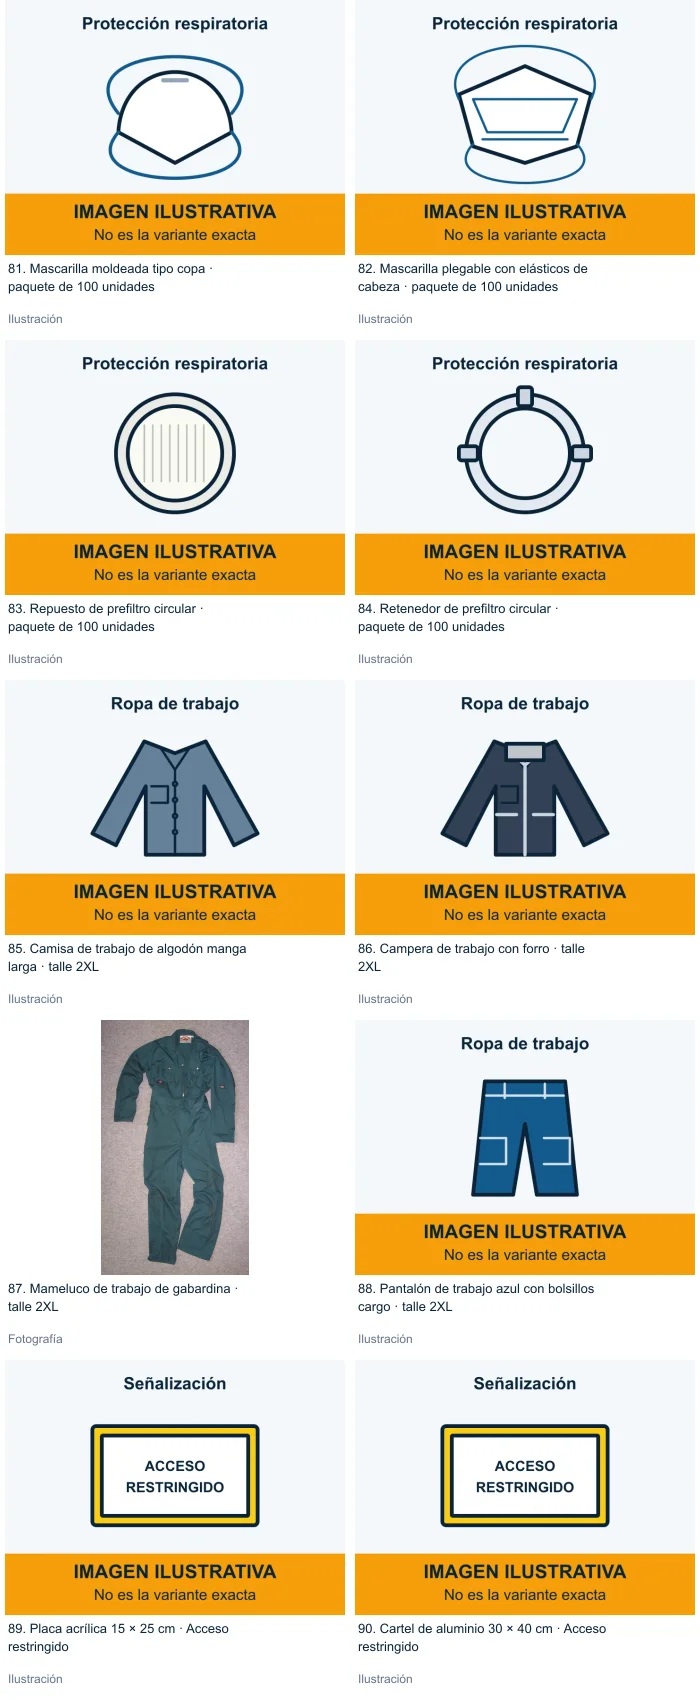 Protección respiratoria
IMAGEN ILUSTRATIVA
No es la variante exacta
81. Mascarilla moldeada tipo copa ·
paquete de 100 unidades
Ilustración
Protección respiratoria
IMAGEN ILUSTRATIVA
No es la variante exacta
82. Mascarilla plegable con elásticos de
cabeza · paquete de 100 unidades
Ilustración
Protección respiratoria
IMAGEN ILUSTRATIVA
No es la variante exacta
83. Repuesto de prefiltro circular ·
paquete de 100 unidades
Ilustración
Protección respiratoria
IMAGEN ILUSTRATIVA
No es la variante exacta
84. Retenedor de prefiltro circular ·
paquete de 100 unidades
Ilustración
Ropa de trabajo
IMAGEN ILUSTRATIVA
No es la variante exacta
85. Camisa de trabajo de algodón manga
larga · talle 2XL
Ilustración
Ropa de trabajo
IMAGEN ILUSTRATIVA
No es la variante exacta
86. Campera de trabajo con forro · talle
2XL
Ilustración
87. Mameluco de trabajo de gabardina ·
talle 2XL
Fotografía
Ropa de trabajo
IMAGEN ILUSTRATIVA
No es la variante exacta
88. Pantalón de trabajo azul con bolsillos
cargo · talle 2XL
Ilustración
Señalización
ACCESO
RESTRINGIDO
IMAGEN ILUSTRATIVA
No es la variante exacta
89. Placa acrílica 15 × 25 cm · Acceso
restringido
Ilustración
Señalización
ACCESO
RESTRINGIDO
IMAGEN ILUSTRATIVA
No es la variante exacta
90. Cartel de aluminio 30 × 40 cm · Acceso
restringido
Ilustración